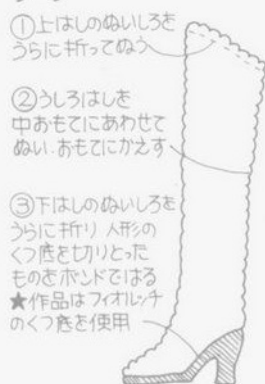 ①上はしのぬいしろを
うらに折ってぬう
②うしろはしを
中おもてにあわせて
ぬい.おもてにかえす
③下はしのぬいしろを
うらに折り 人形の
くつ底を切りとった
ものをボンドではる
★作品はフィオルッチ
のくつ底を使用